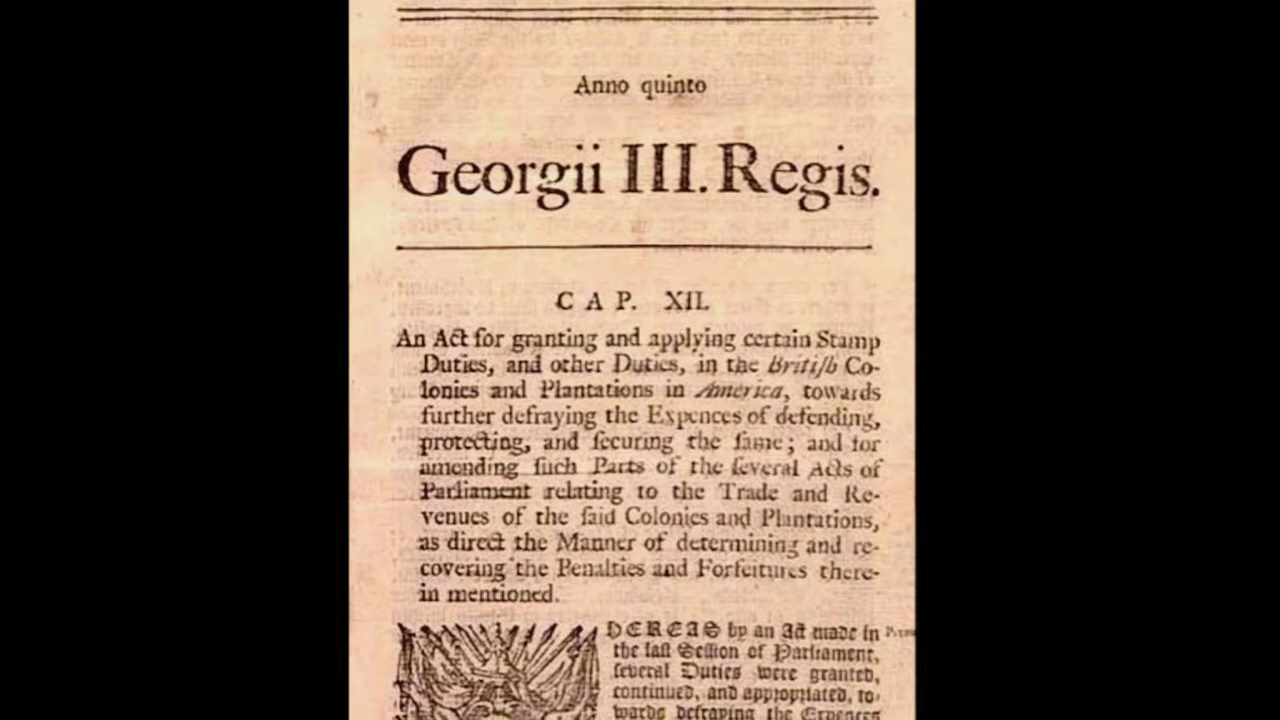 Anno quinto
Georgii III. Regis.
CAP. XII.
An Act for granting and applying certain Stamp
Duties, and other Duties, in the Britiſh Co-
lonies and Plantations in America, towards
further defraying the Expences of defending,
protecting, and ſecuring the ſame; and for
amending ſuch Parts of the ſeveral Acts of
Parliament relating to the Trade and Re-
venues of the ſaid Colonies and Plantations,
as direct the Manner of determining and re-
covering the Penalties and Forfeitures there-
in mentioned.
HEREAS by an Act made in
the laſt Seſſion of Parliament,
ſeveral Duties were granted,
continued, and appropriated, to-
wards defraying the Expences